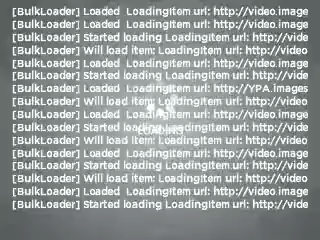 [BulkLoader] Loaded LoadingItem url: http://video.image
[BulkLoader] Loaded LoadingItem url: http://video.image
[BulkLoader] Started loading LoadingItem url: http://vide
[BulkLoader] Will load item: LoadingItem url: http://video
[BulkLoader] Loaded LoadingItem url: http://video.image
[BulkLoader] Started loading LoadingItem url: http://vide
[BulkLoader] Loaded LoadingItem url: http://YPA.images
[BulkLoader] Will load item: LoadingItem url: http://video
[BulkLoader] Loaded LoadingItem url: http://video.image
[BulkLoader] Started loading LoadingItem url: http://vide
LOADING
[BulkLoader] Will load item: LoadingItem url: http://video
[BulkLoader] Loaded LoadingItem url: http://video.image
[BulkLoader] Started loading LoadingItem url: http://vide
[BulkLoader] Will load item: LoadingItem url: http://video
[BulkLoader] Loaded LoadingItem url: http://video.image
[BulkLoader] Started loading LoadingItem url: http://vide